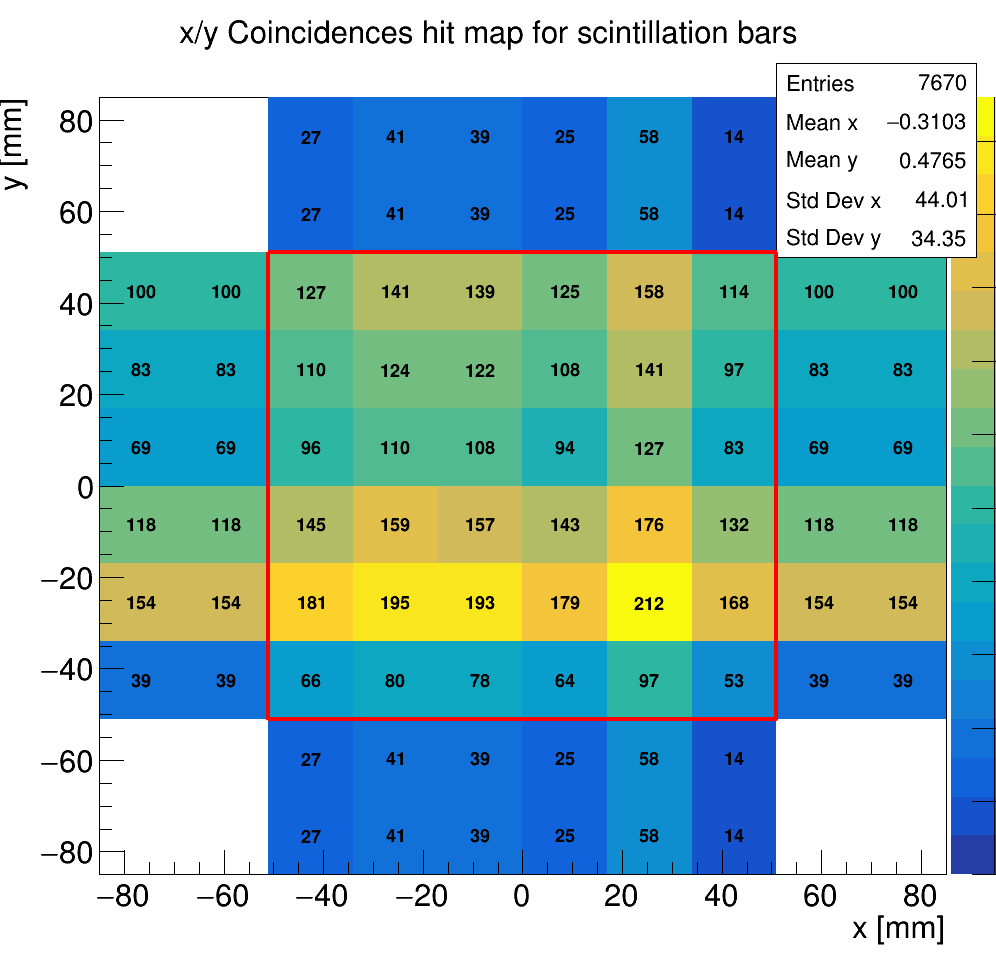 x/y Coincidences hit map for scintillation bars
Entries 7670
Mean x −0.3103
Mean y 0.4765
Std Dev x 44.01
Std Dev y 34.35
y [mm]
80
60
40
20
0
−20
−40
−60
−80
27 41 39 25 58 14
27 41 39 25 58 14
100 100 127 141 139 125 158 114 100 100
83 83 110 124 122 108 141 97 83 83
69 69 96 110 108 94 127 83 69 69
118 118 145 159 157 143 176 132 118 118
154 154 181 195 193 179 212 168 154 154
39 39 66 80 78 64 97 53 39 39
27 41 39 25 58 14
27 41 39 25 58 14
−80 −60 −40 −20 0 20 40 60 80
x [mm]